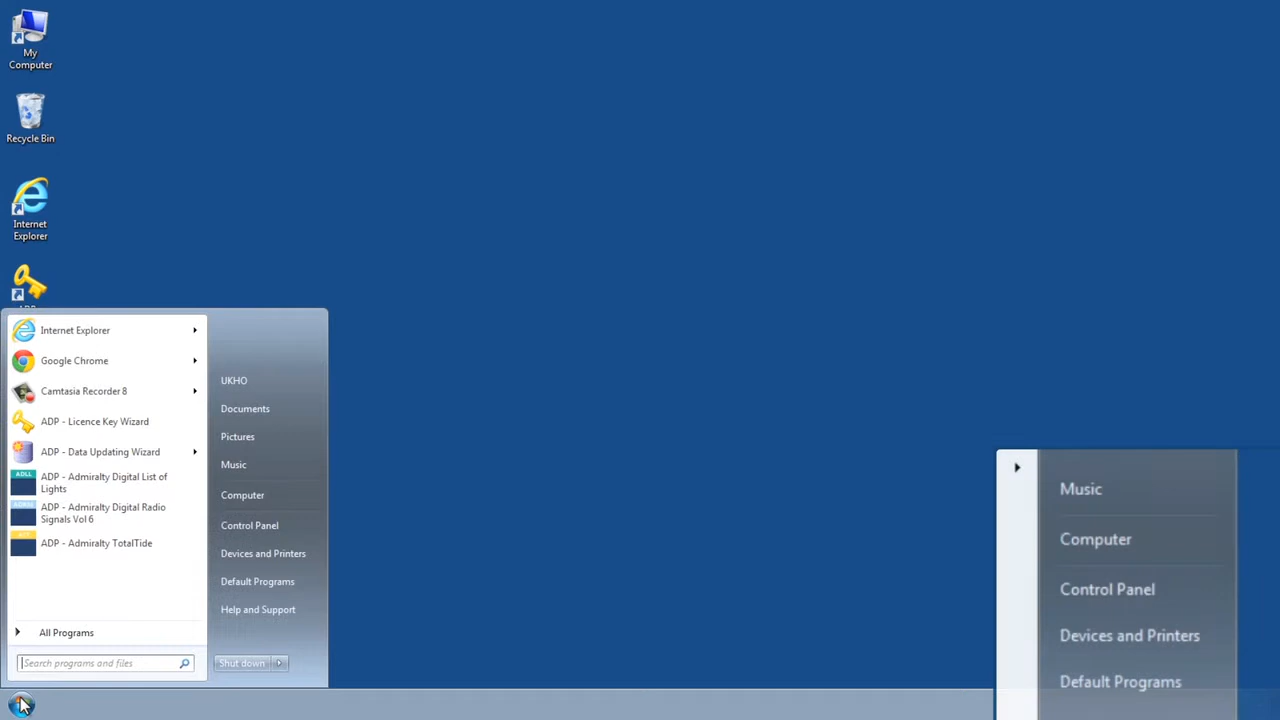 My
Computer
Recycle Bin
Internet
Explorer
Internet Explorer
Google Chrome
Camtasia Recorder 8
ADP - Licence Key Wizard
ADP - Data Updating Wizard
ADLL
ADP - Admiralty Digital List of
Lights
ADP - Admiralty Digital Radio
Signals Vol 6
ADP - Admiralty TotalTide
All Programs
Search programs and files
UKHO
Documents
Pictures
Music
Computer
Control Panel
Devices and Printers
Default Programs
Help and Support
Shut down
Music
Computer
Control Panel
Devices and Printers
Default Programs